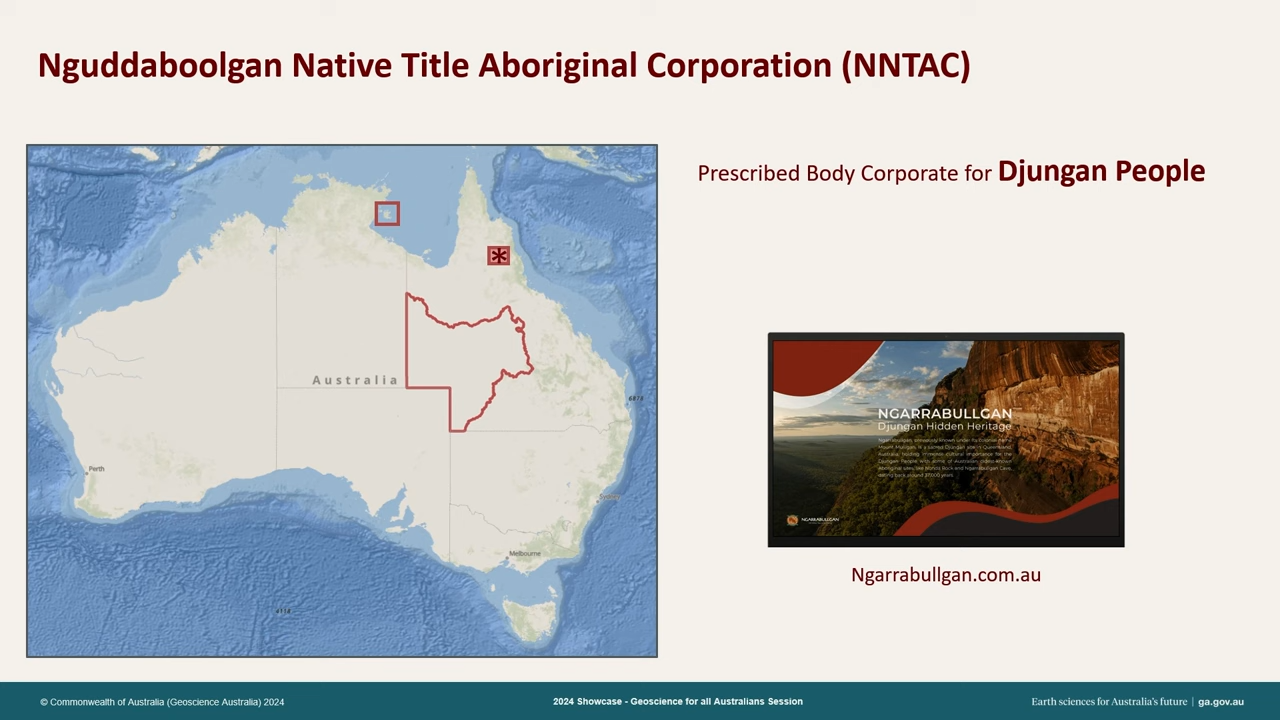 Nguddaboolgan Native Title Aboriginal Corporation (NNTAC)
Prescribed Body Corporate for Djungan People
Australia
Perth
Sydney
Melbourne
NGARRABULLGAN
Djungan Hidden Heritage
NGARRABULLGAN
Ngarrabullgan.com.au
© Commonwealth of Australia (Geoscience Australia) 2024
2024 Showcase - Geoscience for all Australians Session
Earth sciences for Australia's future | ga.gov.au